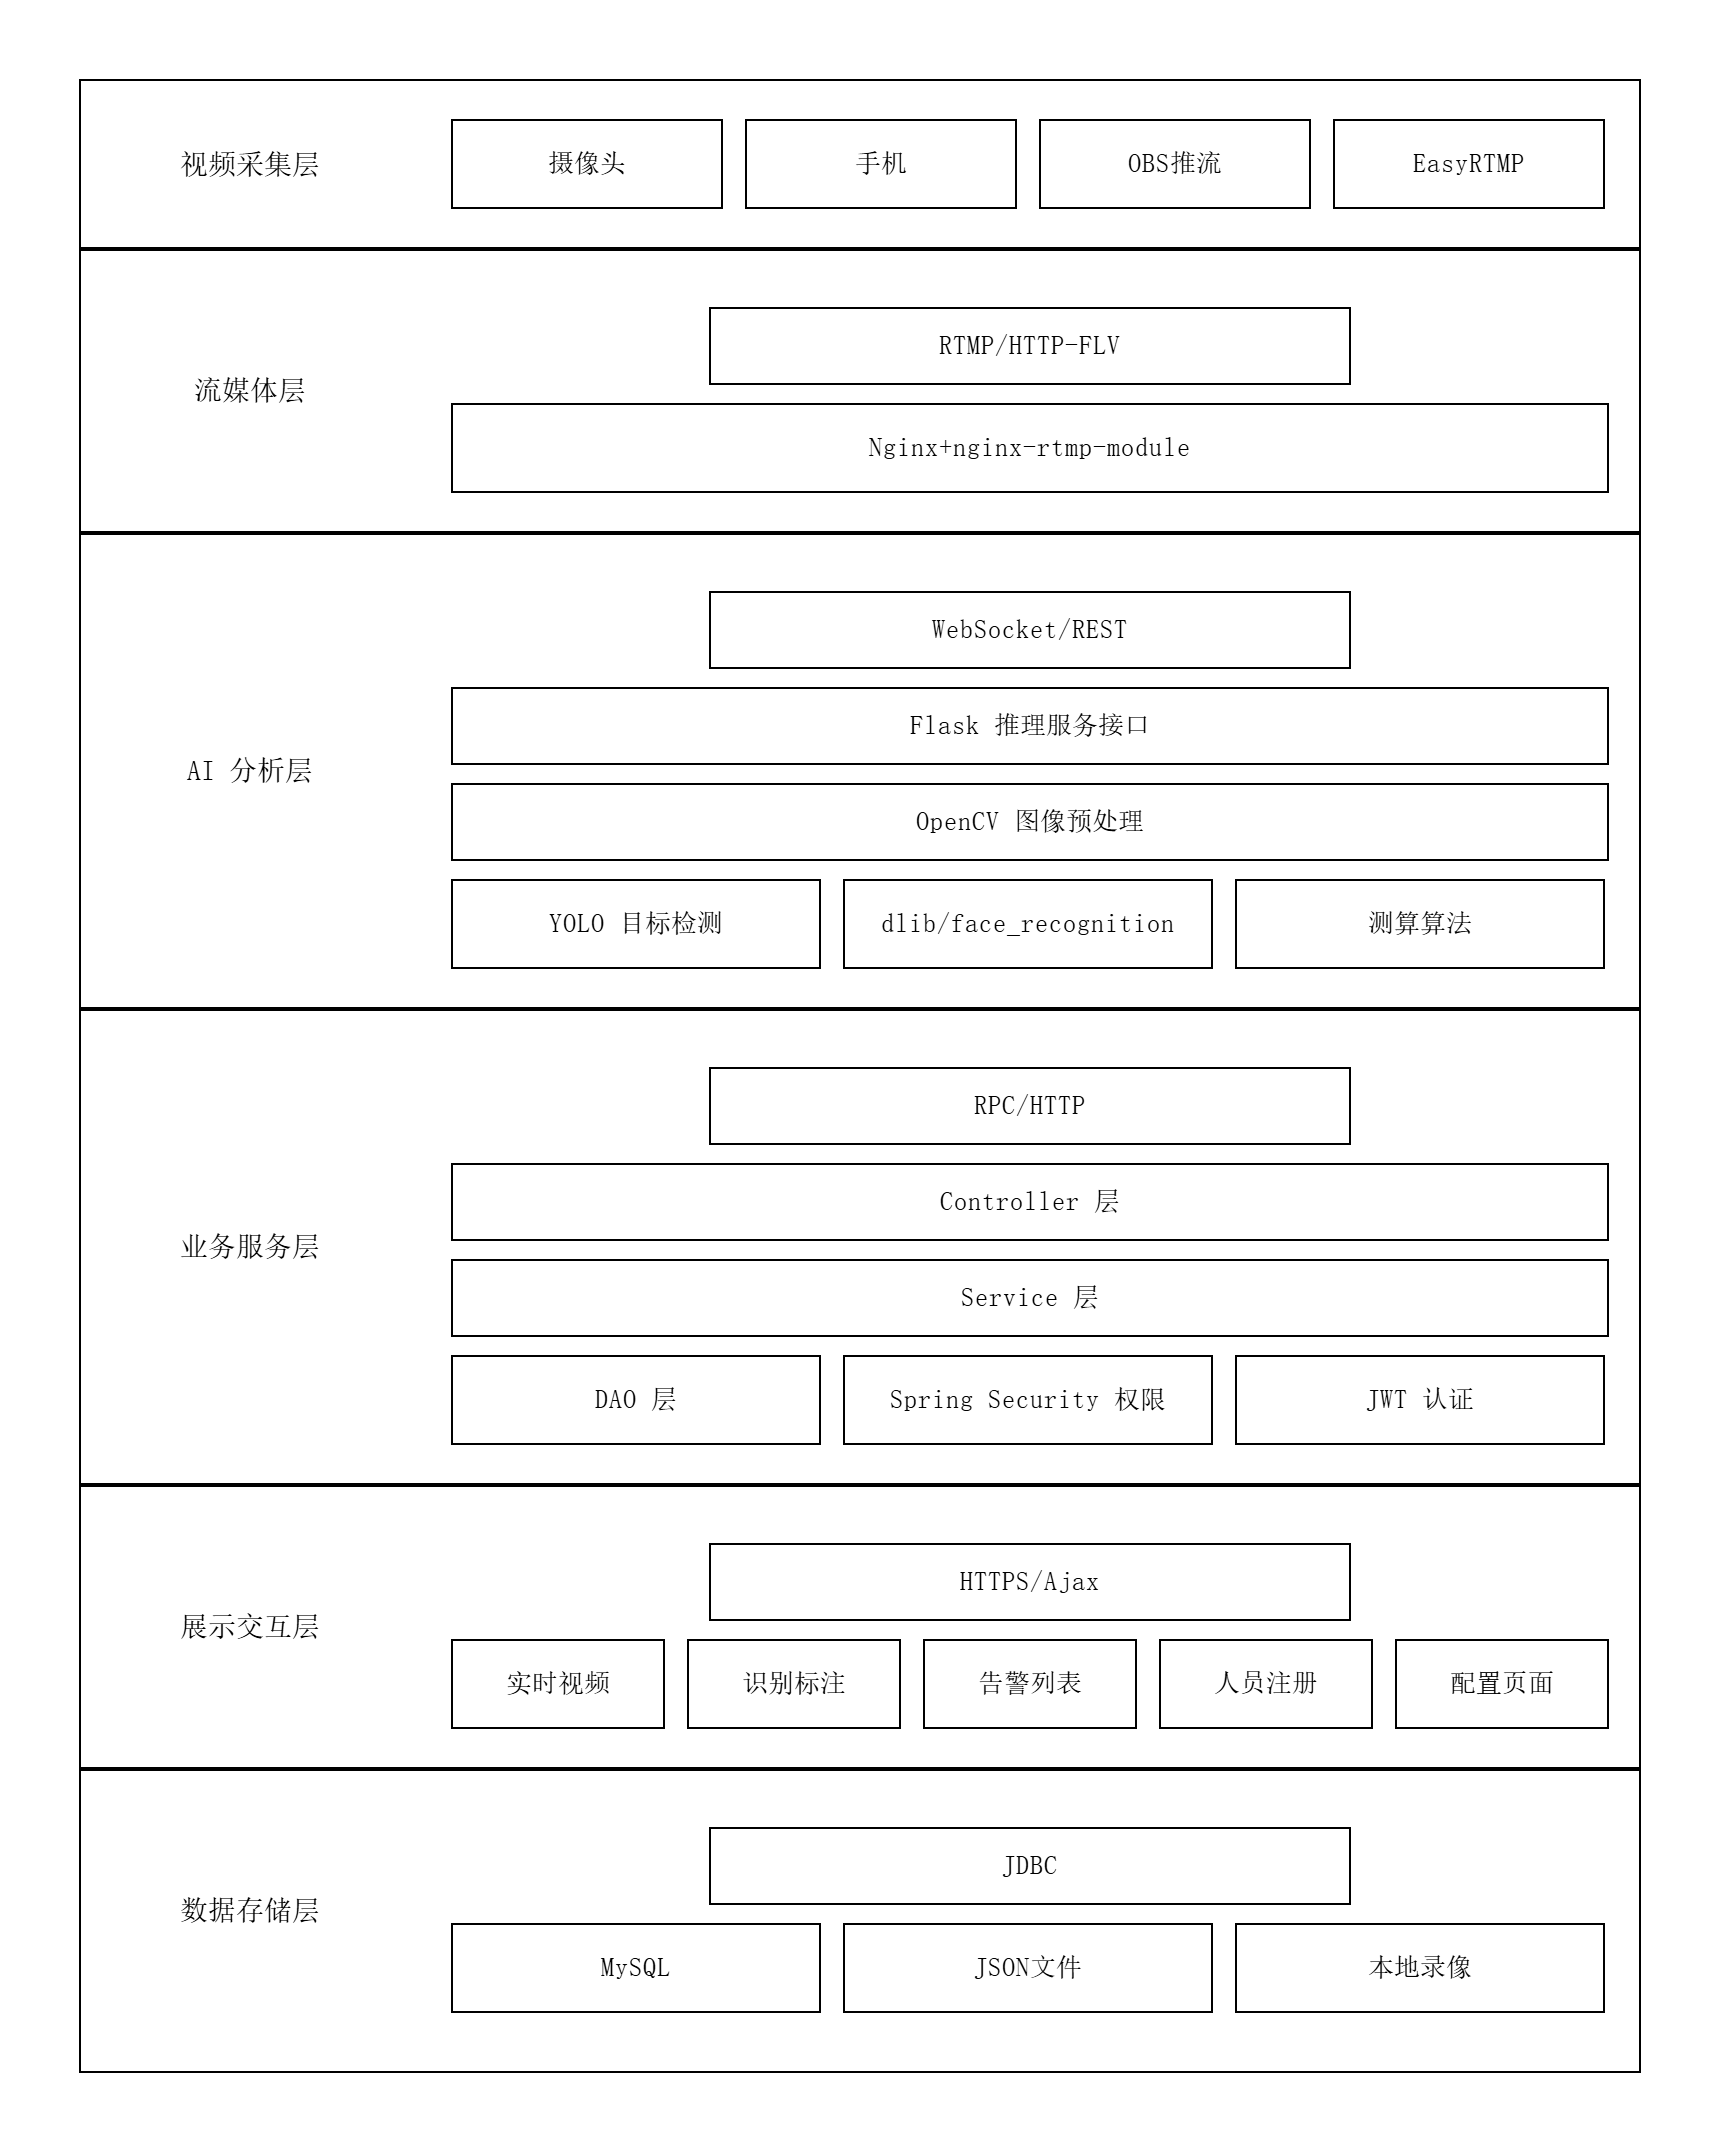 视频采集层
摄像头
手机
OBS推流
EasyRTMP
流媒体层
RTMP/HTTP-FLV
Nginx+nginx-rtmp-module
AI 分析层
WebSocket/REST
Flask 推理服务接口
OpenCV 图像预处理
YOLO 目标检测
dlib/face_recognition
测算算法
业务服务层
RPC/HTTP
Controller 层
Service 层
DAO 层
Spring Security 权限
JWT 认证
展示交互层
HTTPS/Ajax
实时视频
识别标注
告警列表
人员注册
配置页面
数据存储层
JDBC
MySQL
JSON文件
本地录像